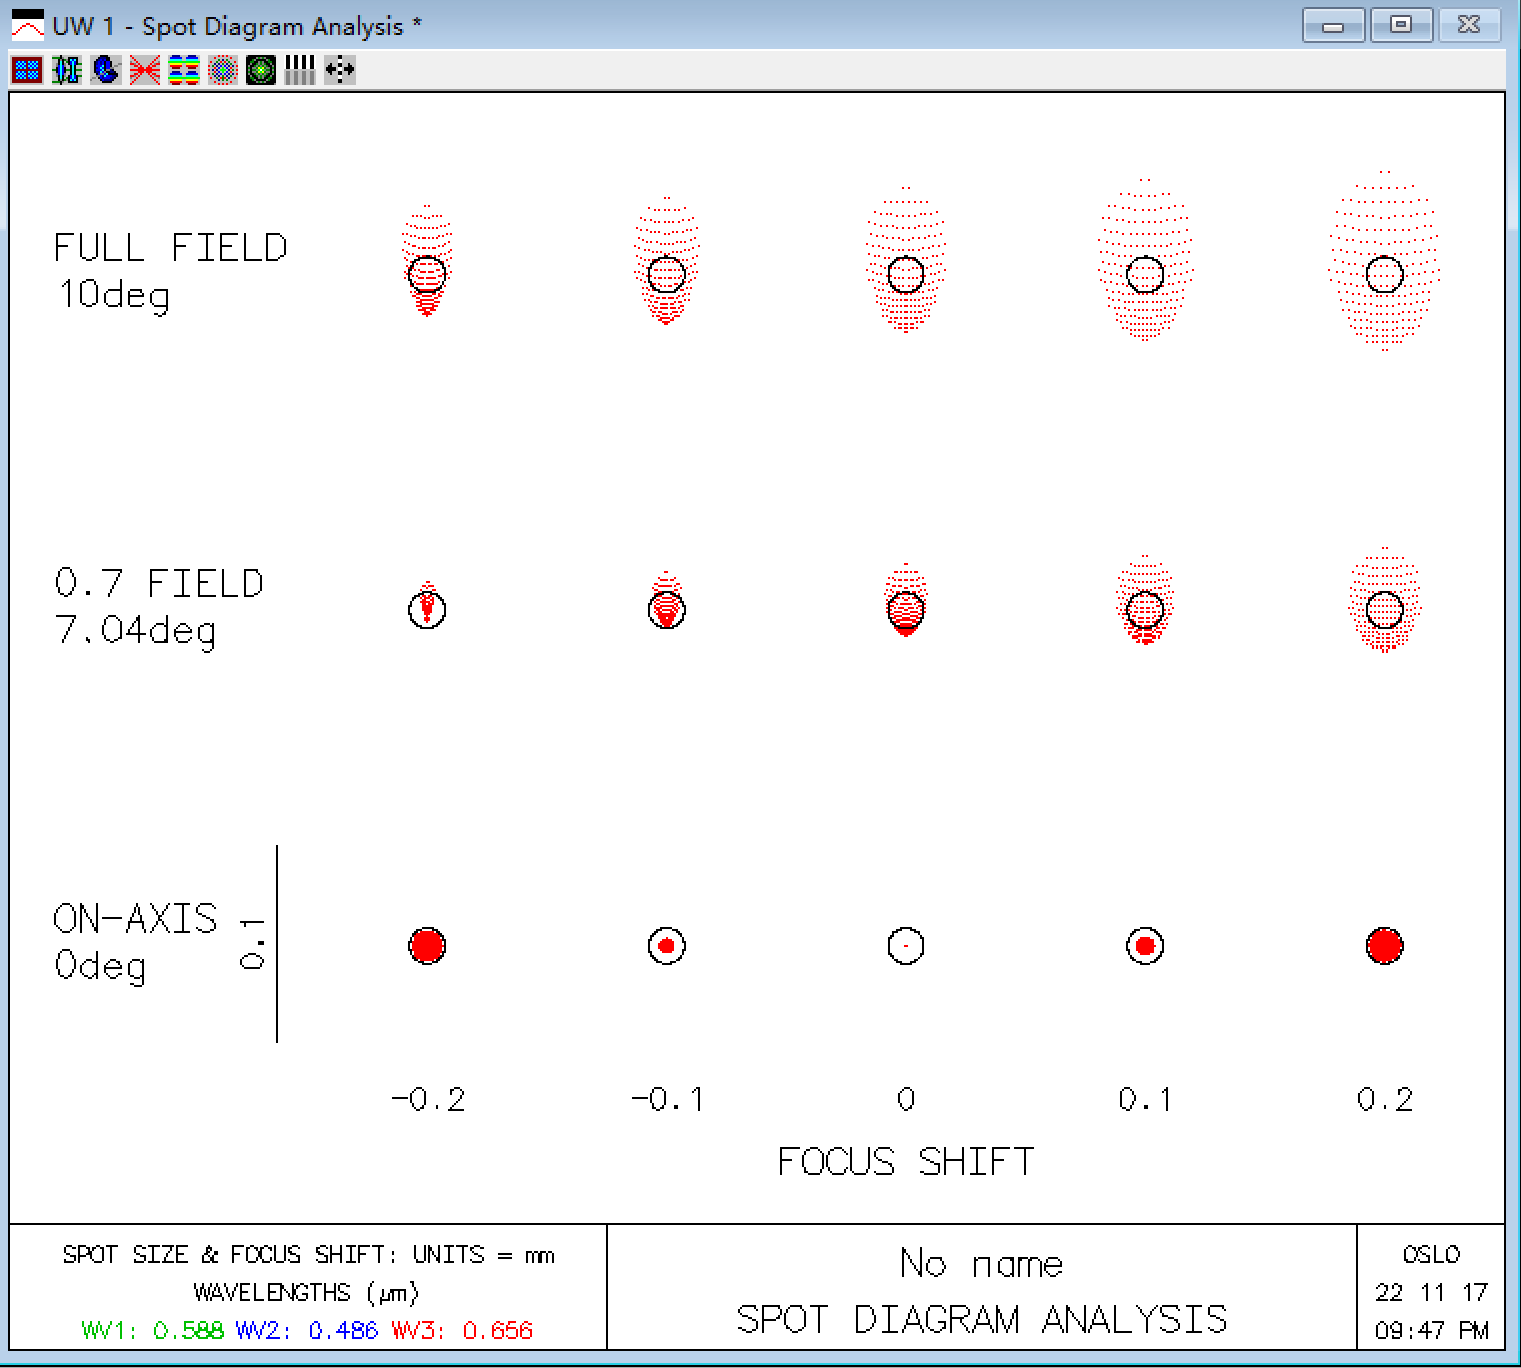 UW 1 - Spot Diagram Analysis *
FULL FIELD
10deg
0.7 FIELD
7.04deg
ON-AXIS
0deg
0.1
-0.2 -0.1 0 0.1 0.2
FOCUS SHIFT
SPOT SIZE & FOCUS SHIFT: UNITS = mm
WAVELENGTHS (µm)
WV1: 0.588 WV2: 0.486 WV3: 0.656
No name
SPOT DIAGRAM ANALYSIS
OSLO
22 11 17
09:47 PM